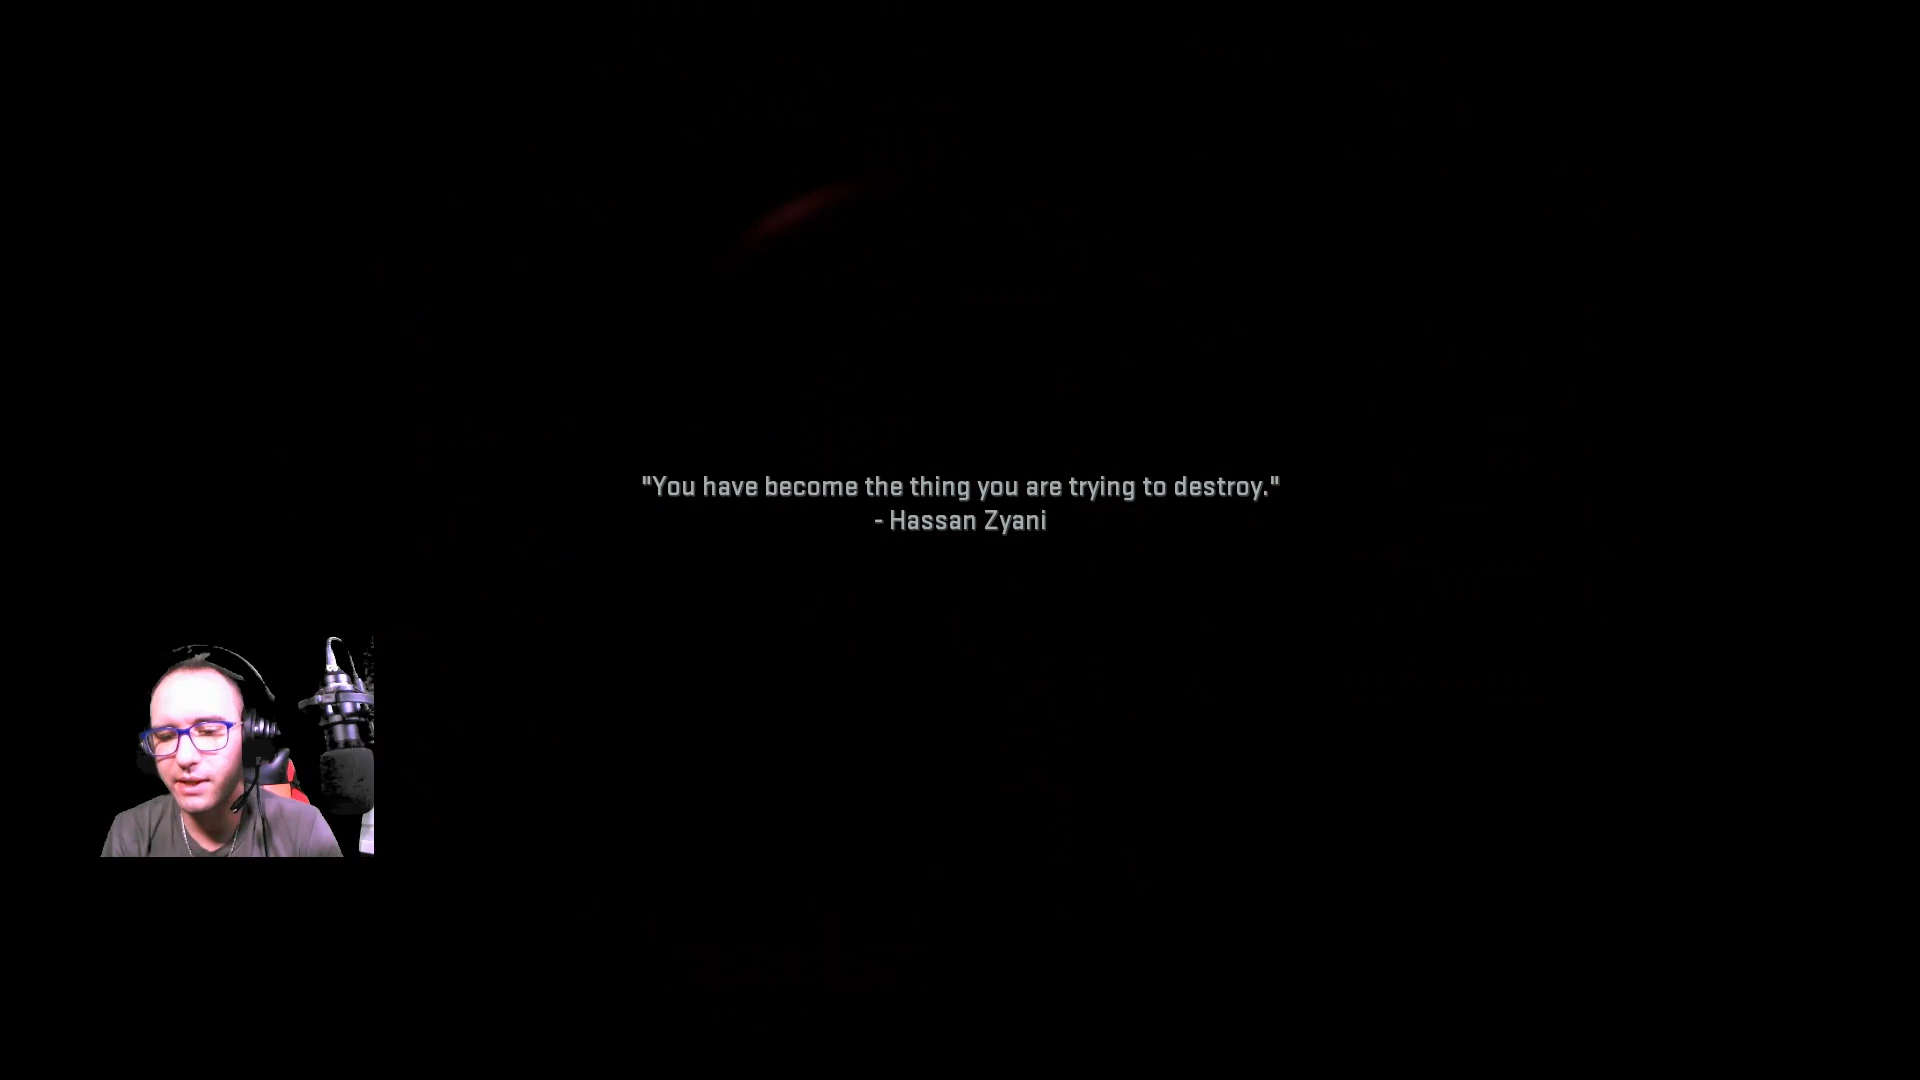 "You have become the thing you are trying to destroy."
- Hassan Zyani